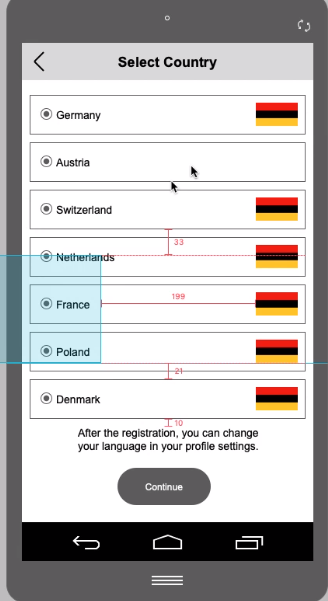 Select Country
Germany
Austria
Switzerland
33
Netherlands
199
France
Poland
21
Denmark
10
After the registration, you can change
your language in your profile settings.
Continue